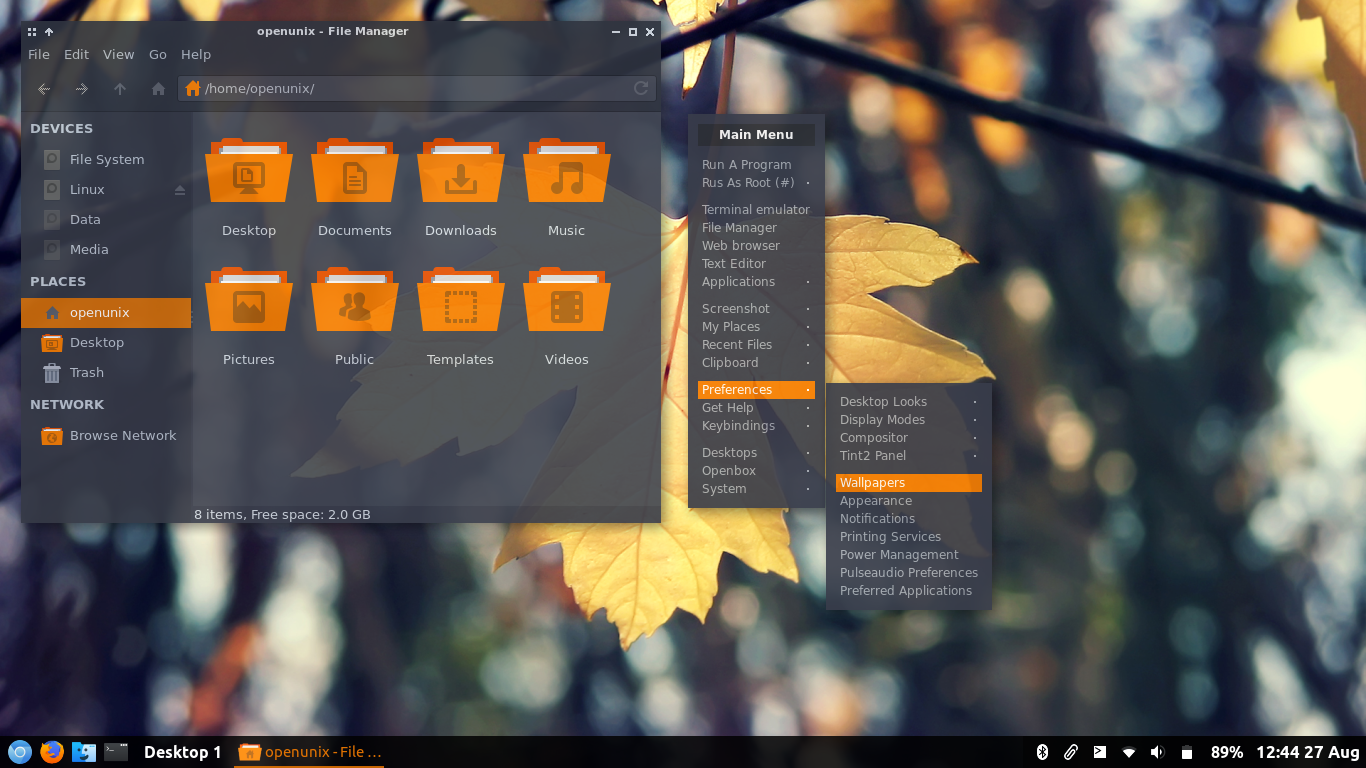 openunix - File Manager
File Edit View Go Help
/home/openunix/
DEVICES
File System
Linux
Data
Media
PLACES
openunix
Desktop
Trash
NETWORK
Browse Network
Desktop Documents Downloads Music
Pictures Public Templates Videos
8 items, Free space: 2.0 GB
Main Menu
Run A Program
Rus As Root (#)
Terminal emulator
File Manager
Web browser
Text Editor
Applications
Screenshot
My Places
Recent Files
Clipboard
Preferences
Get Help
Keybindings
Desktops
Openbox
System
Desktop Looks
Display Modes
Compositor
Tint2 Panel
Wallpapers
Appearance
Notifications
Printing Services
Power Management
Pulseaudio Preferences
Preferred Applications
Desktop 1 openunix - File ... 89% 12:44 27 Aug